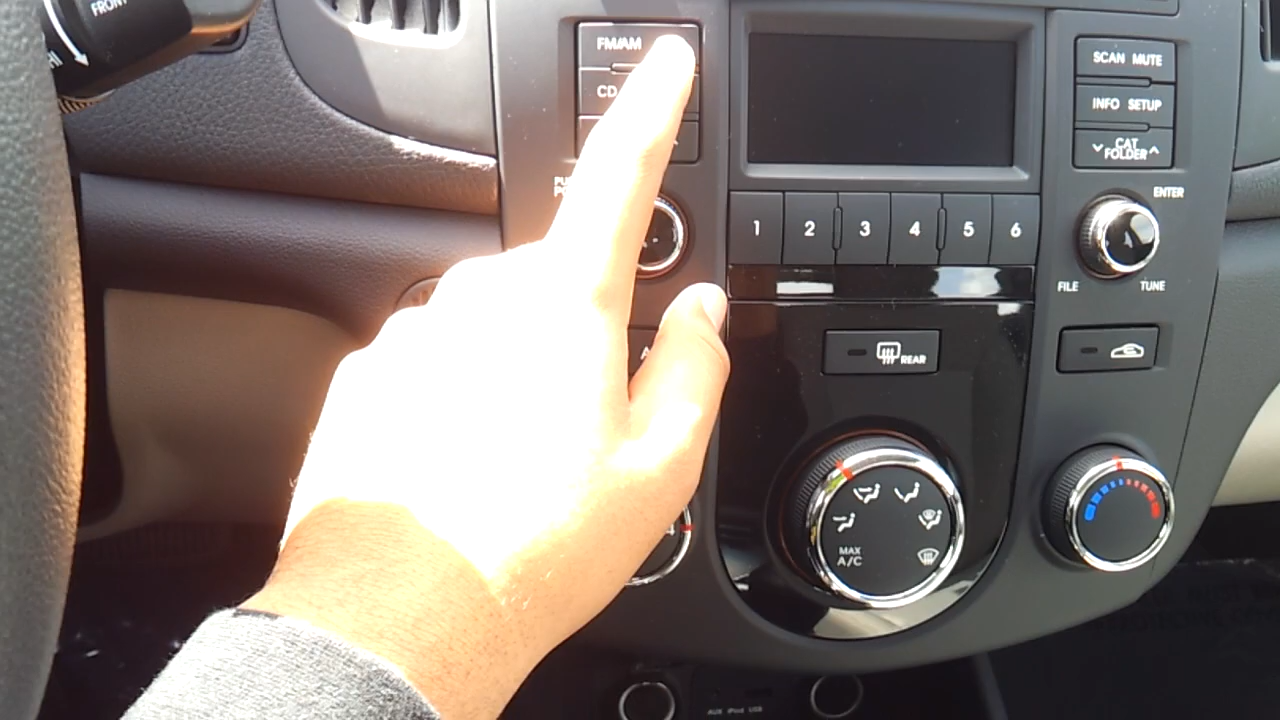 FRONT
FM/AM
CD
SCAN MUTE
INFO SETUP
CAT
FOLDER
ENTER
1 2 3 4 5 6
FILE TUNE
REAR
MAX
A/C
AUX iPod USB